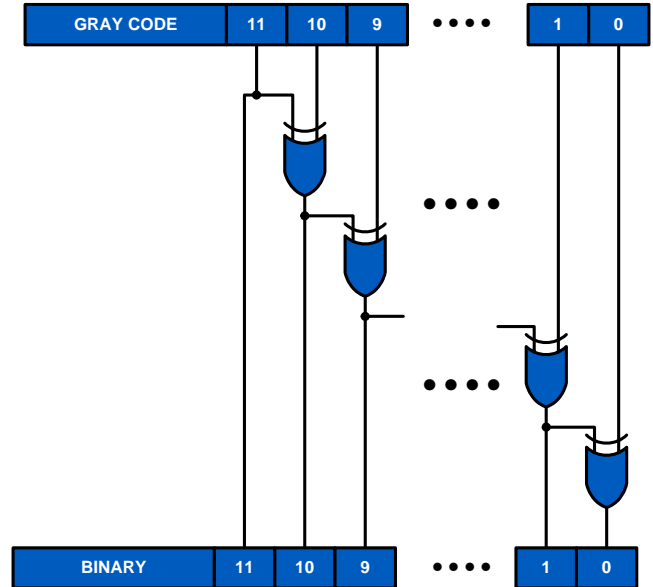 GRAY CODE 11 10 9 •••• 1 0
BINARY 11 10 9 •••• 1 0